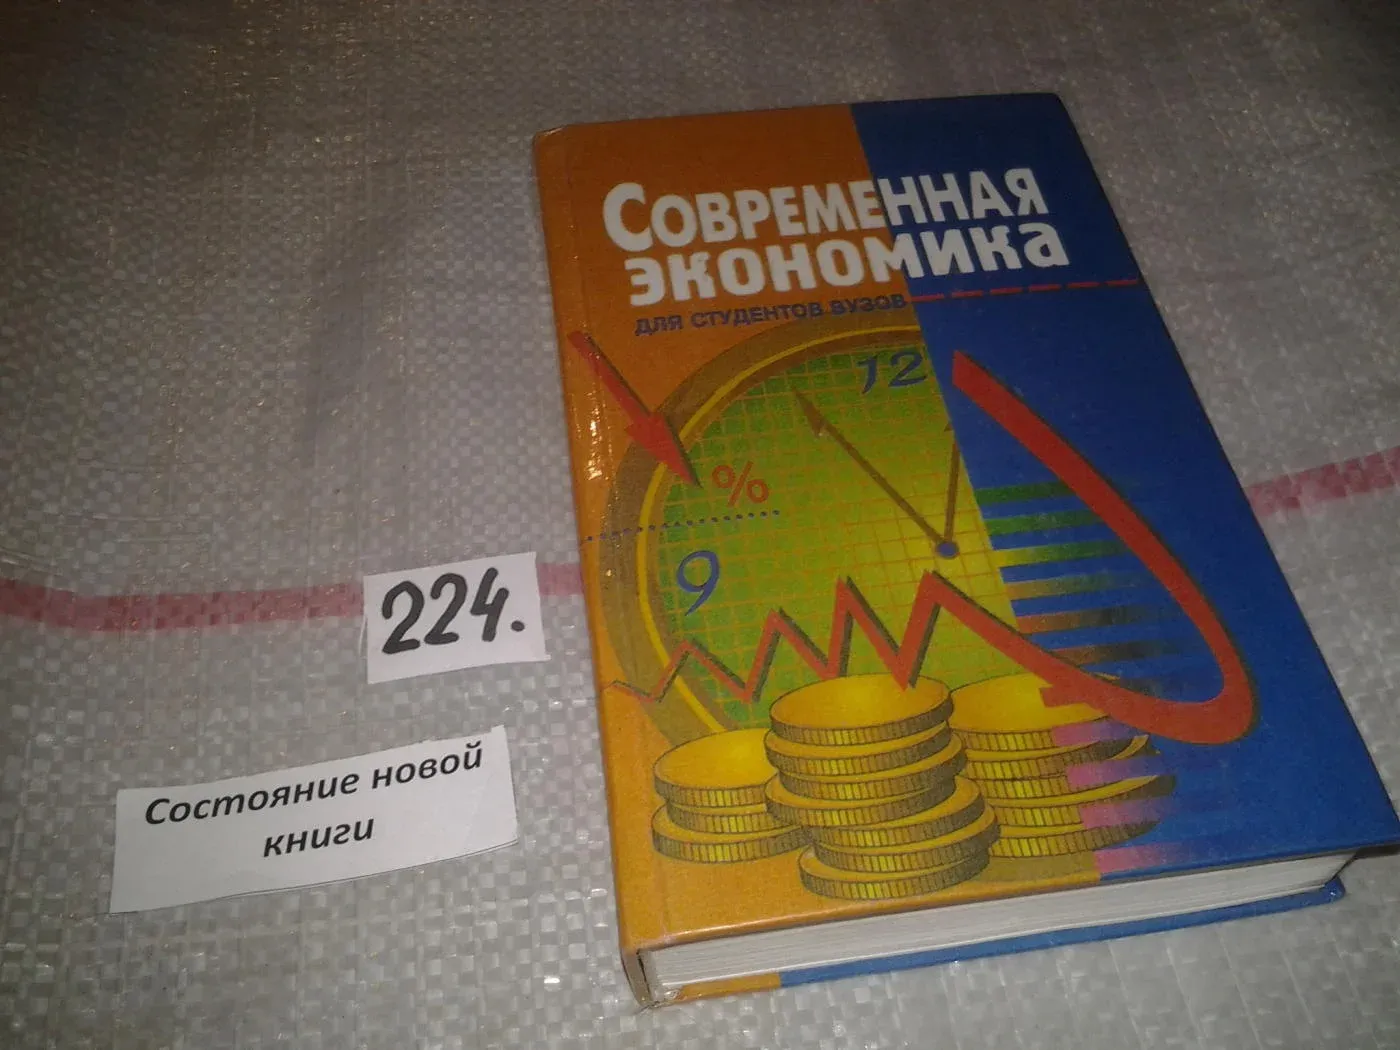 Современная
экономика
для студентов вузов
12
%
9
224.
Состояние новой
книги